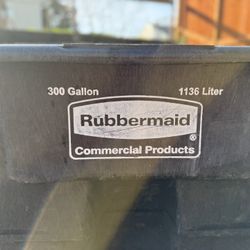 300 Gallon 1136 Liter
Rubbermaid®
Commercial Products